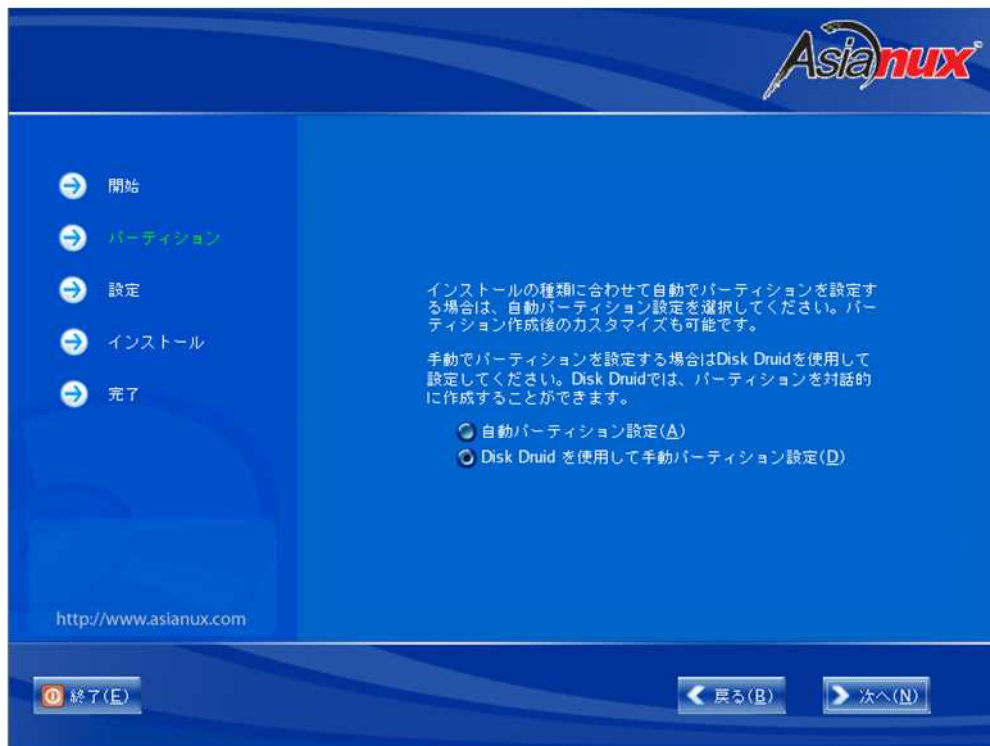 Asianux
開始
パーティション
設定
インストール
完了
インストールの種類に合わせて自動でパーティションを設定す
る場合は、自動パーティション設定を選択してください。パー
ティション作成後のカスタマイズも可能です。
手動でパーティションを設定する場合はDisk Druidを使用して
設定してください。Disk Druidでは、パーティションを対話的
に作成することができます。
自動パーティション設定(A)
Disk Druid を使用して手動パーティション設定(D)
http://www.asianux.com
終了(E)
戻る(B)
次へ(N)